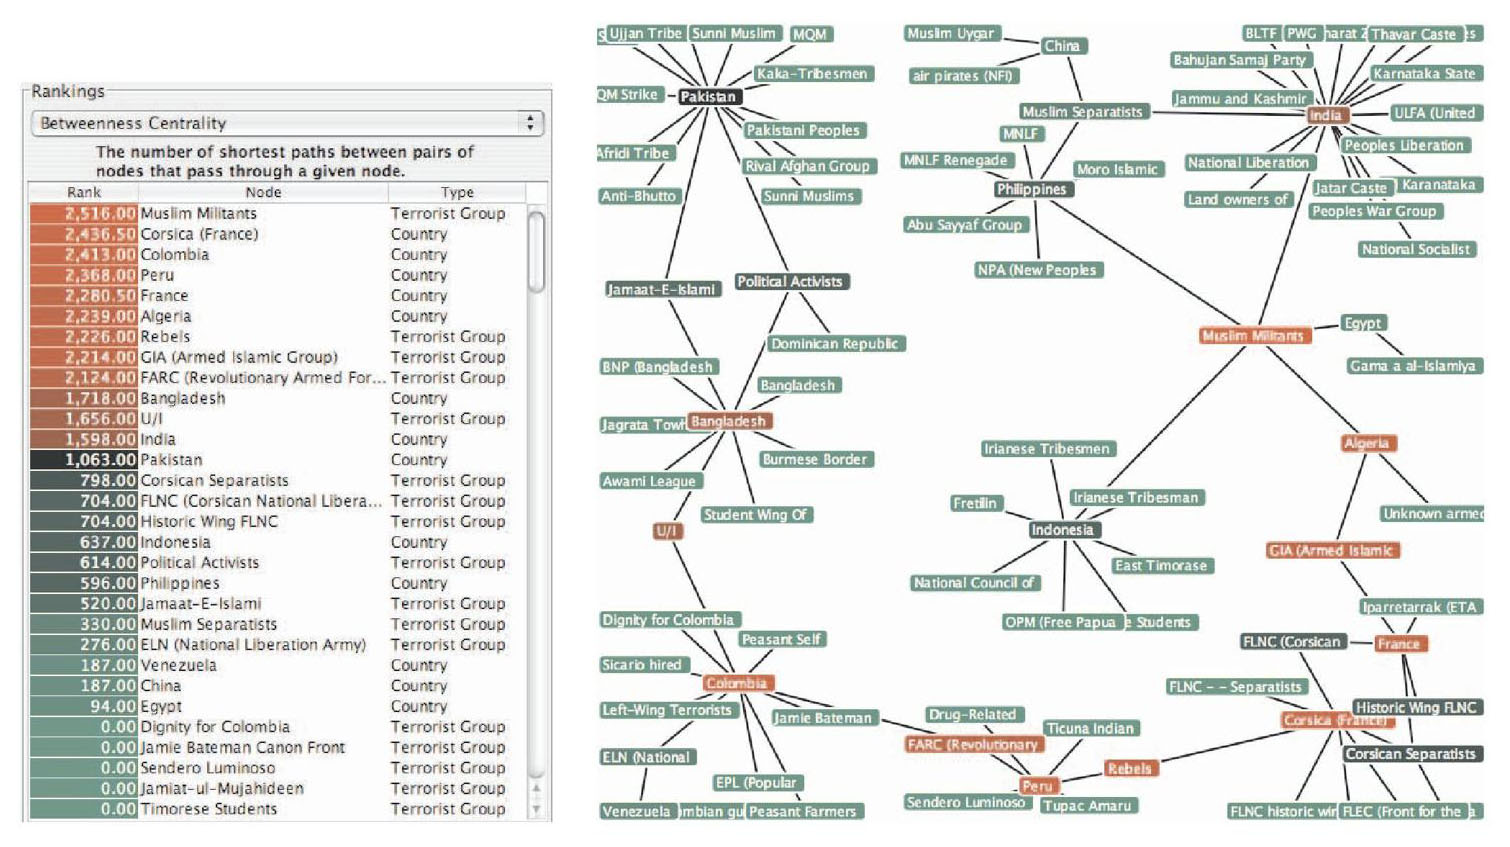 Rankings
Betweenness Centrality
The number of shortest paths between pairs of
nodes that pass through a given node.
Rank Node Type
2,516.00 Muslim Militants Terrorist Group
2,436.50 Corsica (France) Country
2,413.00 Colombia Country
2,368.00 Peru Country
2,280.50 France Country
2,239.00 Algeria Country
2,226.00 Rebels Terrorist Group
2,214.00 GIA (Armed Islamic Group) Terrorist Group
2,124.00 FARC (Revolutionary Armed For... Terrorist Group
1,718.00 Bangladesh Country
1,656.00 U/I Terrorist Group
1,598.00 India Country
1,063.00 Pakistan Country
798.00 Corsican Separatists Terrorist Group
704.00 FLNC (Corsican National Libera... Terrorist Group
704.00 Historic Wing FLNC Terrorist Group
637.00 Indonesia Country
614.00 Political Activists Terrorist Group
596.00 Philippines Country
520.00 Jamaat-E-Islami Terrorist Group
330.00 Muslim Separatists Terrorist Group
276.00 ELN (National Liberation Army) Terrorist Group
187.00 Venezuela Country
187.00 China Country
94.00 Egypt Country
0.00 Dignity for Colombia Terrorist Group
0.00 Jamie Bateman Canon Front Terrorist Group
0.00 Sendero Luminoso Terrorist Group
0.00 Jamiat-ul-Mujahideen Terrorist Group
0.00 Timorese Students Terrorist Group
Ujjan Tribe
Sunni Muslim
MQM
Kaka-Tribesmen
QM Strike
Pakistan
Pakistani Peoples
Afridi Tribe
Rival Afghan Group
Anti-Bhutto
Sunni Muslims
Jamaat-E-Islami
Political Activists
Dominican Republic
BNP (Bangladesh
Bangladesh
Jagrata Towh
Bangladesh
Burmese Border
Awami League
Student Wing Of
U/I
Dignity for Colombia
Peasant Self
Sicario hired
Colombia
Left-Wing Terrorists
Jamie Bateman
ELN (National
EPL (Popular
Venezuela
mbian gu
Peasant Farmers
Muslim Uygar
China
air pirates (NFI)
Muslim Separatists
MNLF
MNLF Renegade
Moro Islamic
Philippines
Abu Sayyaf Group
NPA (New Peoples
BLTF
PWG
harat
Thavar Caste
Bahujan Samaj Party
Karnataka State
Jammu and Kashmir
India
ULFA (United
Peoples Liberation
National Liberation
Jatar Caste
Karanataka
Land owners of
Peoples War Group
National Socialist
Muslim Militants
Egypt
Gama a al-Islamiya
Algeria
Irianese Tribesmen
Irianese Tribesman
Fretilin
Indonesia
Unknown armed
East Timorase
National Council of
OPM (Free Papua
e Students
GIA (Armed Islamic
Iparretarrak (ETA
FLNC (Corsican
France
FLNC - - Separatists
Historic Wing FLNC
Corsica (France)
Corsican Separatists
Drug-Related
Ticuna Indian
FARC (Revolutionary
Rebels
Peru
Sendero Luminoso
Tupac Amaru
FLNC historic win
FLEC (Front for the
a